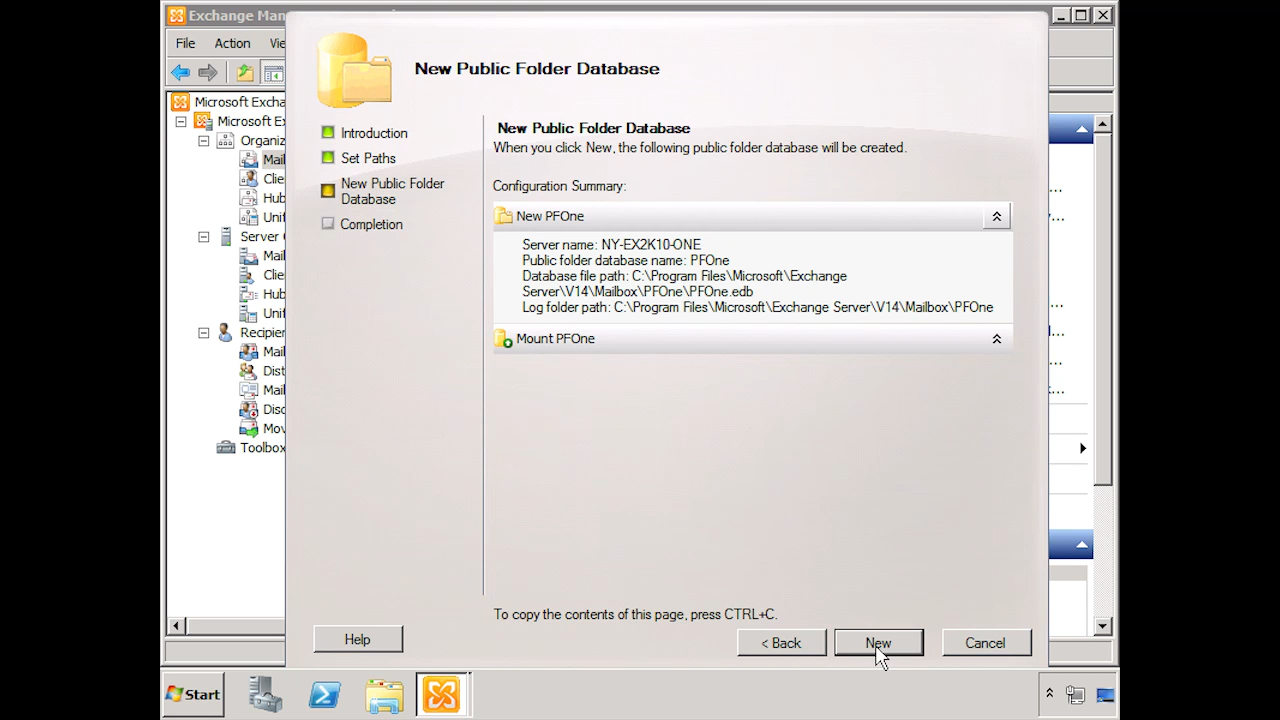 Exchange Man
File Action Vie
Microsoft Excha
Microsoft Ex
Organiz
Mail
Clie
Hub
Unif
Server C
Mail
Clie
Hub
Unif
Recipien
Mail
Dist
Mail
Disc
Mov
Toolbox
New Public Folder Database
Introduction
Set Paths
New Public Folder
Database
Completion
New Public Folder Database
When you click New, the following public folder database will be created.
Configuration Summary:
New PFOne
Server name: NY-EX2K10-ONE
Public folder database name: PFOne
Database file path: C:\Program Files\Microsoft\Exchange
Server\V14\Mailbox\PFOne\PFOne.edb
Log folder path: C:\Program Files\Microsoft\Exchange Server\V14\Mailbox\PFOne
Mount PFOne
To copy the contents of this page, press CTRL+C.
Help < Back New Cancel
Start